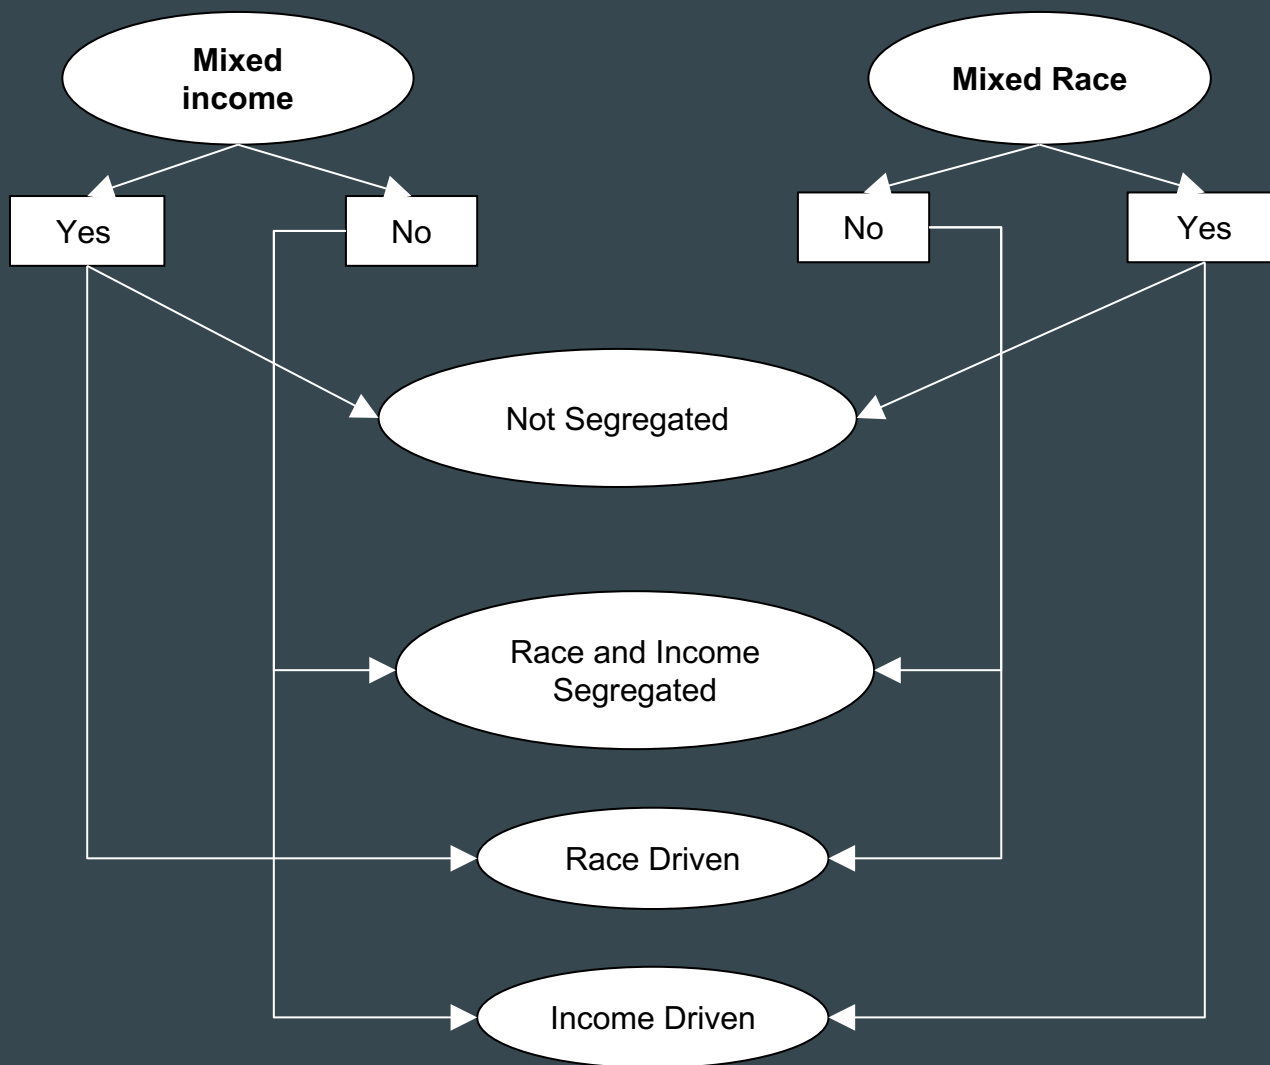 Mixed
income
Mixed Race
Yes
No
No
Yes
Not Segregated
Race and Income
Segregated
Race Driven
Income Driven